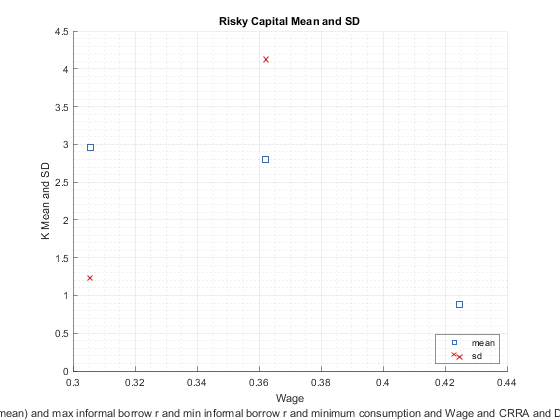 Risky Capital Mean and SD
4.5
4
3.5
3
2.5
2
1.5
1
0.5
0
K Mean and SD
mean
sd
0.3 0.32 0.34 0.36 0.38 0.4 0.42 0.44
Wage
mean) and max informal borrow r and min informal borrow r and minimum consumption and Wage and CRRA and